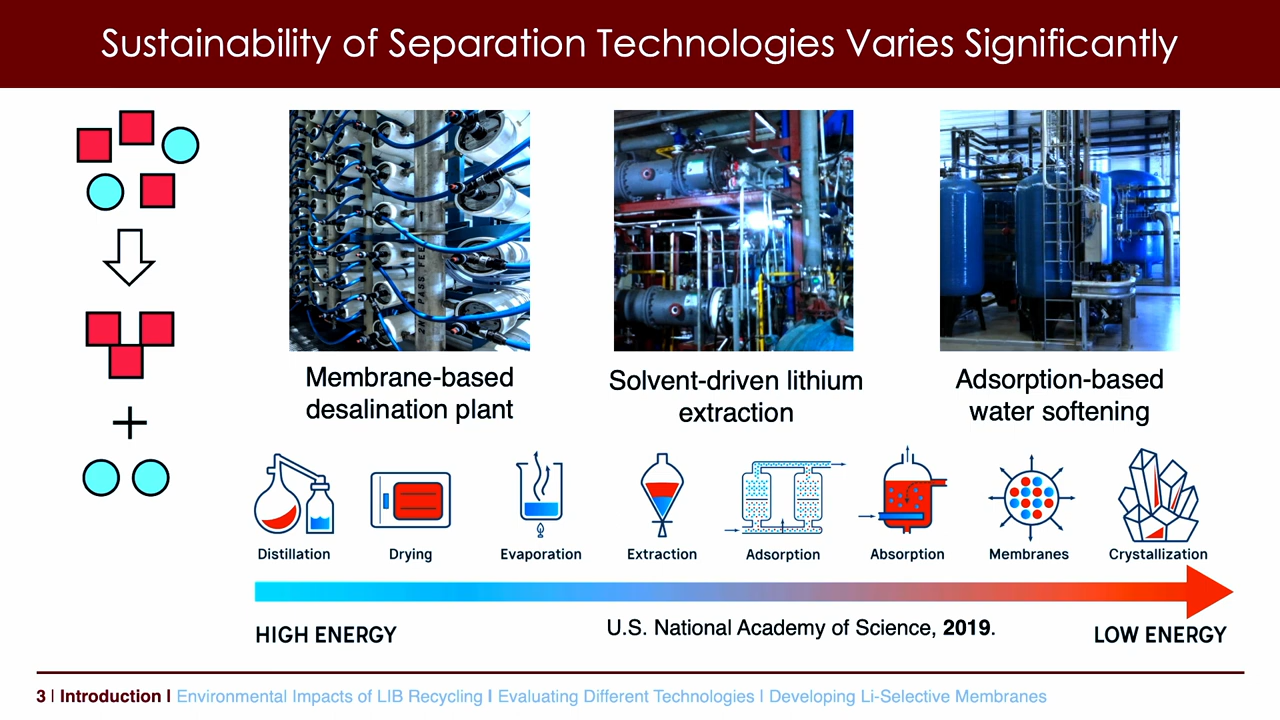 Sustainability of Separation Technologies Varies Significantly
Membrane-based
desalination plant
Solvent-driven lithium
extraction
Adsorption-based
water softening
Distillation
Drying
Evaporation
Extraction
Adsorption
Absorption
Membranes
Crystallization
HIGH ENERGY
U.S. National Academy of Science, 2019.
LOW ENERGY
3 | Introduction | Environmental Impacts of LIB Recycling | Evaluating Different Technologies | Developing Li-Selective Membranes